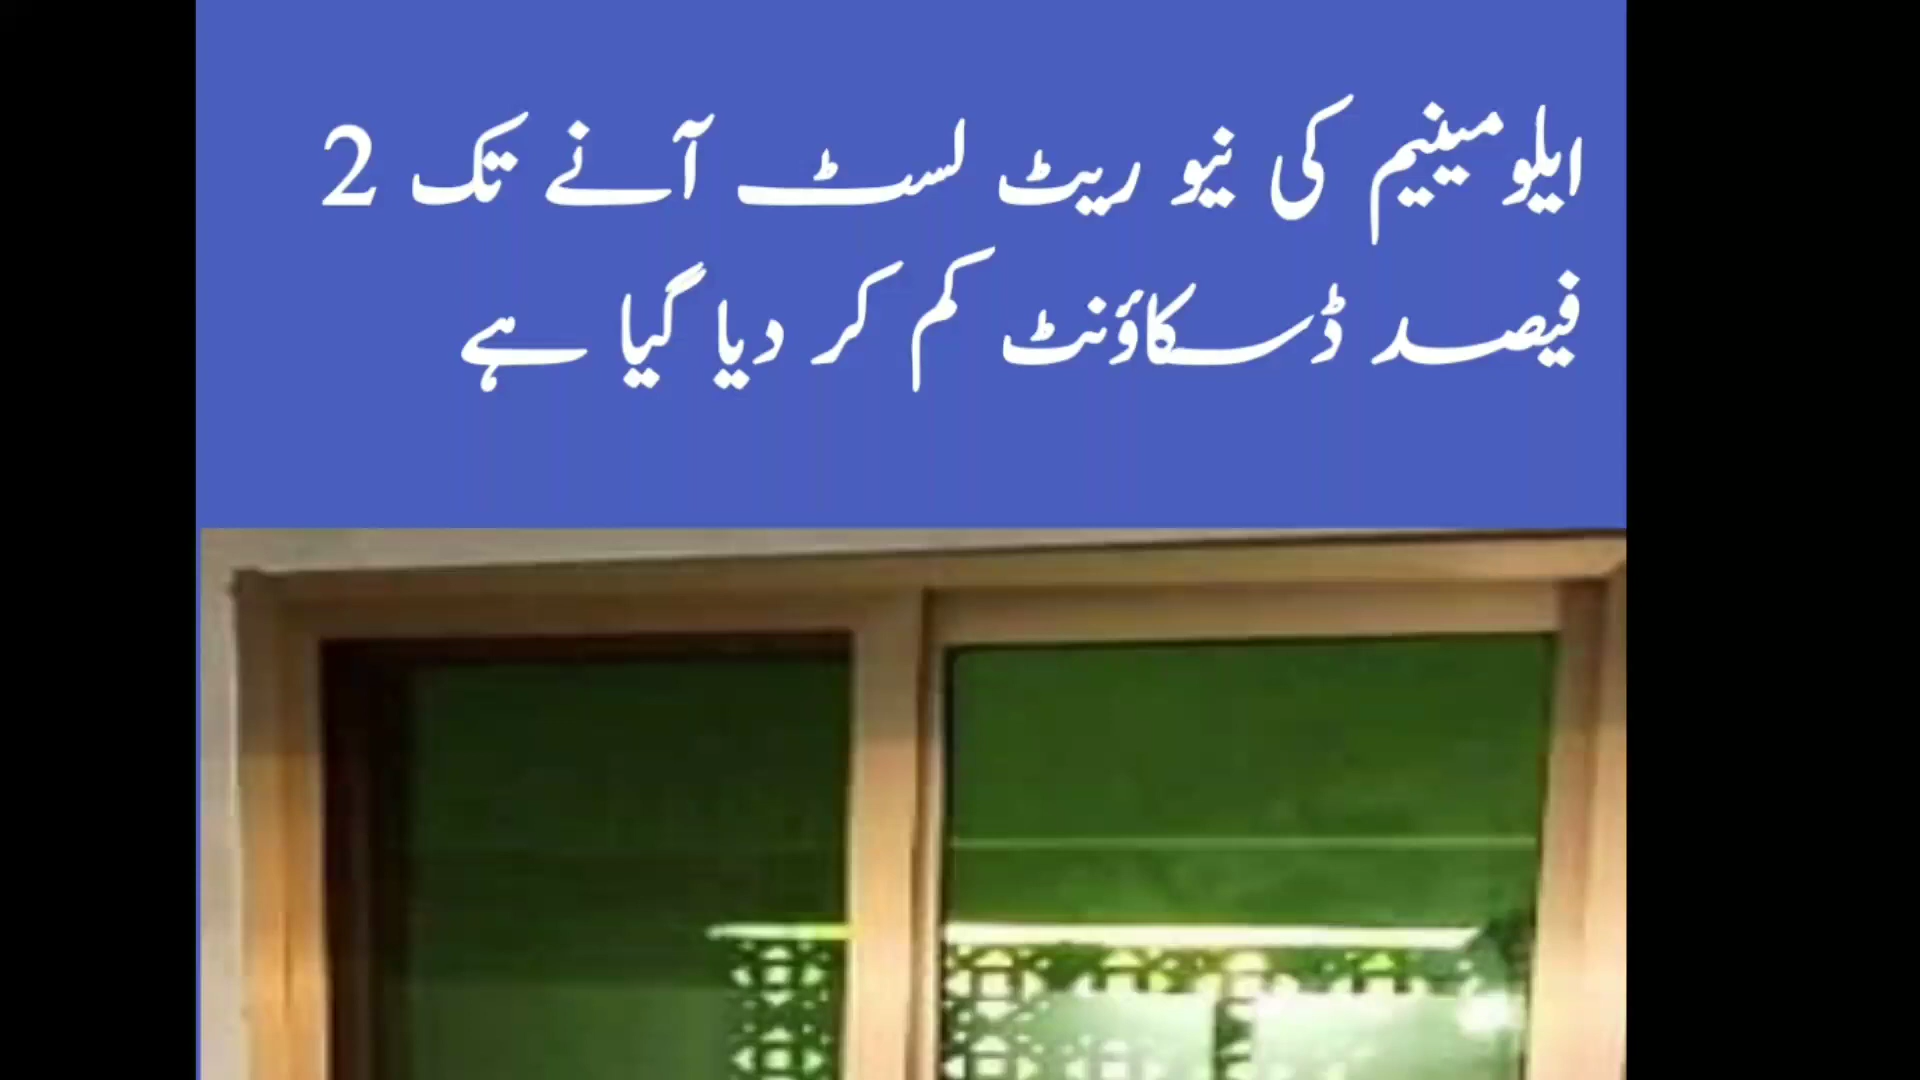 ایلومینیم کی نیو ریٹ لسٹ آنے تک 2
فیصد ڈسکاؤنٹ کم کر دیا گیا ہے